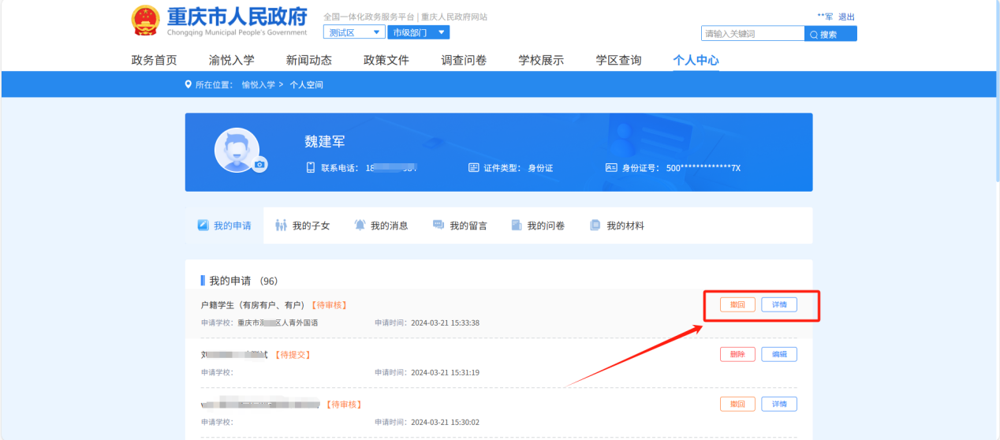 重庆市人民政府
Chongqing Municipal People's Government
全国一体化政务服务平台 | 重庆人民政府网站
测试区 市级部门
**军 退出
请输入关键词 搜索
政务首页 渝悦入学 新闻动态 政策文件 调查问卷 学校展示 学区查询 个人中心
所在位置: 愉悦入学 > 个人空间
魏建军
联系电话: 18 证件类型: 身份证 身份证号: 500*************7X
我的申请 我的子女 我的消息 我的留言 我的问卷 我的材料
我的申请 (96)
户籍学生 (有房有户、有户) 【待审核】 撤回 详情
申请学校: 重庆市 区人青外国语 申请时间: 2024-03-21 15:33:38
【待提交】 删除 编辑
申请学校: 申请时间: 2024-03-21 15:31:19
【待审核】 撤回 详情
申请学校: 申请时间: 2024-03-21 15:30:02